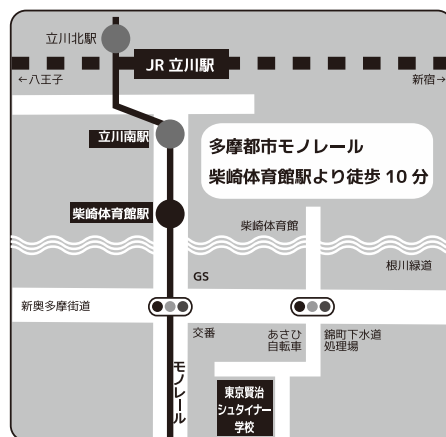 立川北駅
JR 立川駅
←八王子
新宿→
立川南駅
多摩都市モノレール
柴崎体育館駅より徒歩 10 分
柴崎体育館駅
柴崎体育館
根川緑道
GS
新奥多摩街道
交番
あさひ
自転車
錦町下水道
処理場
モノレール
東京賢治
シュタイナー
学校